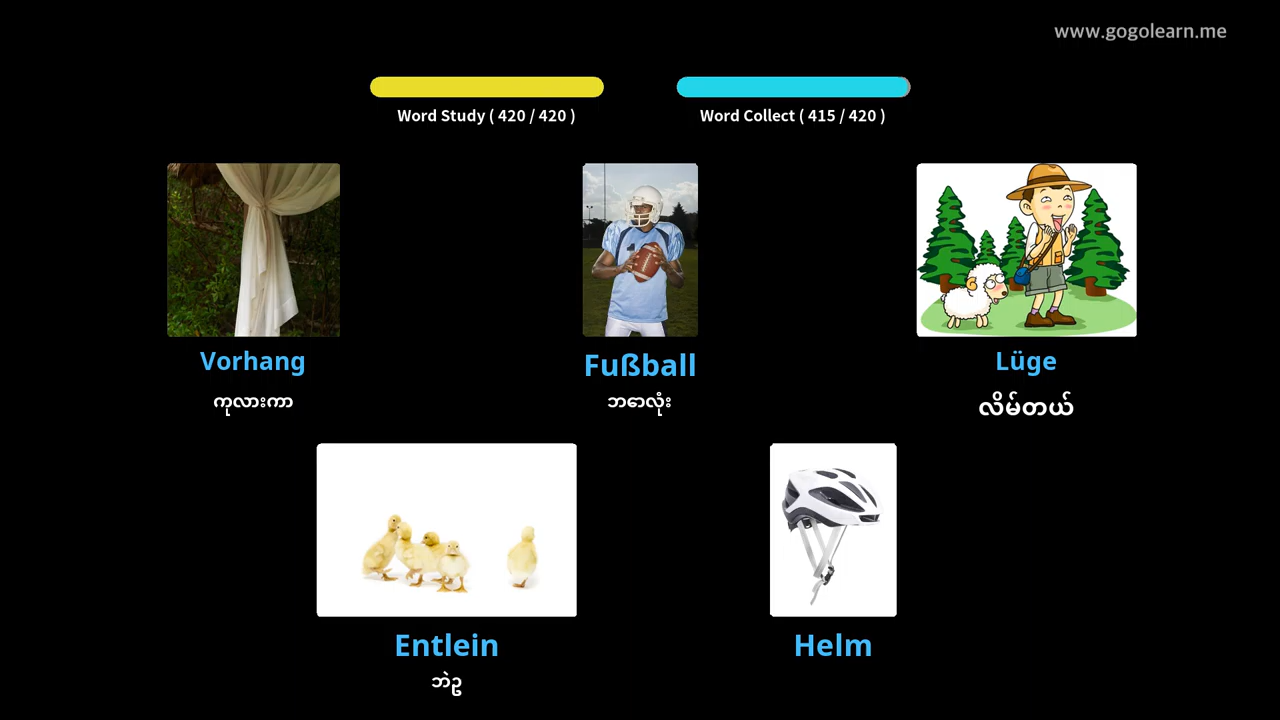 www.gogolearn.me
Word Study ( 420 / 420 )
Word Collect ( 415 / 420 )
Vorhang
ကုလားကာ
Fußball
ဘောလုံး
Lüge
လိမ်တယ်
Entlein
ဘဲဥ
Helm